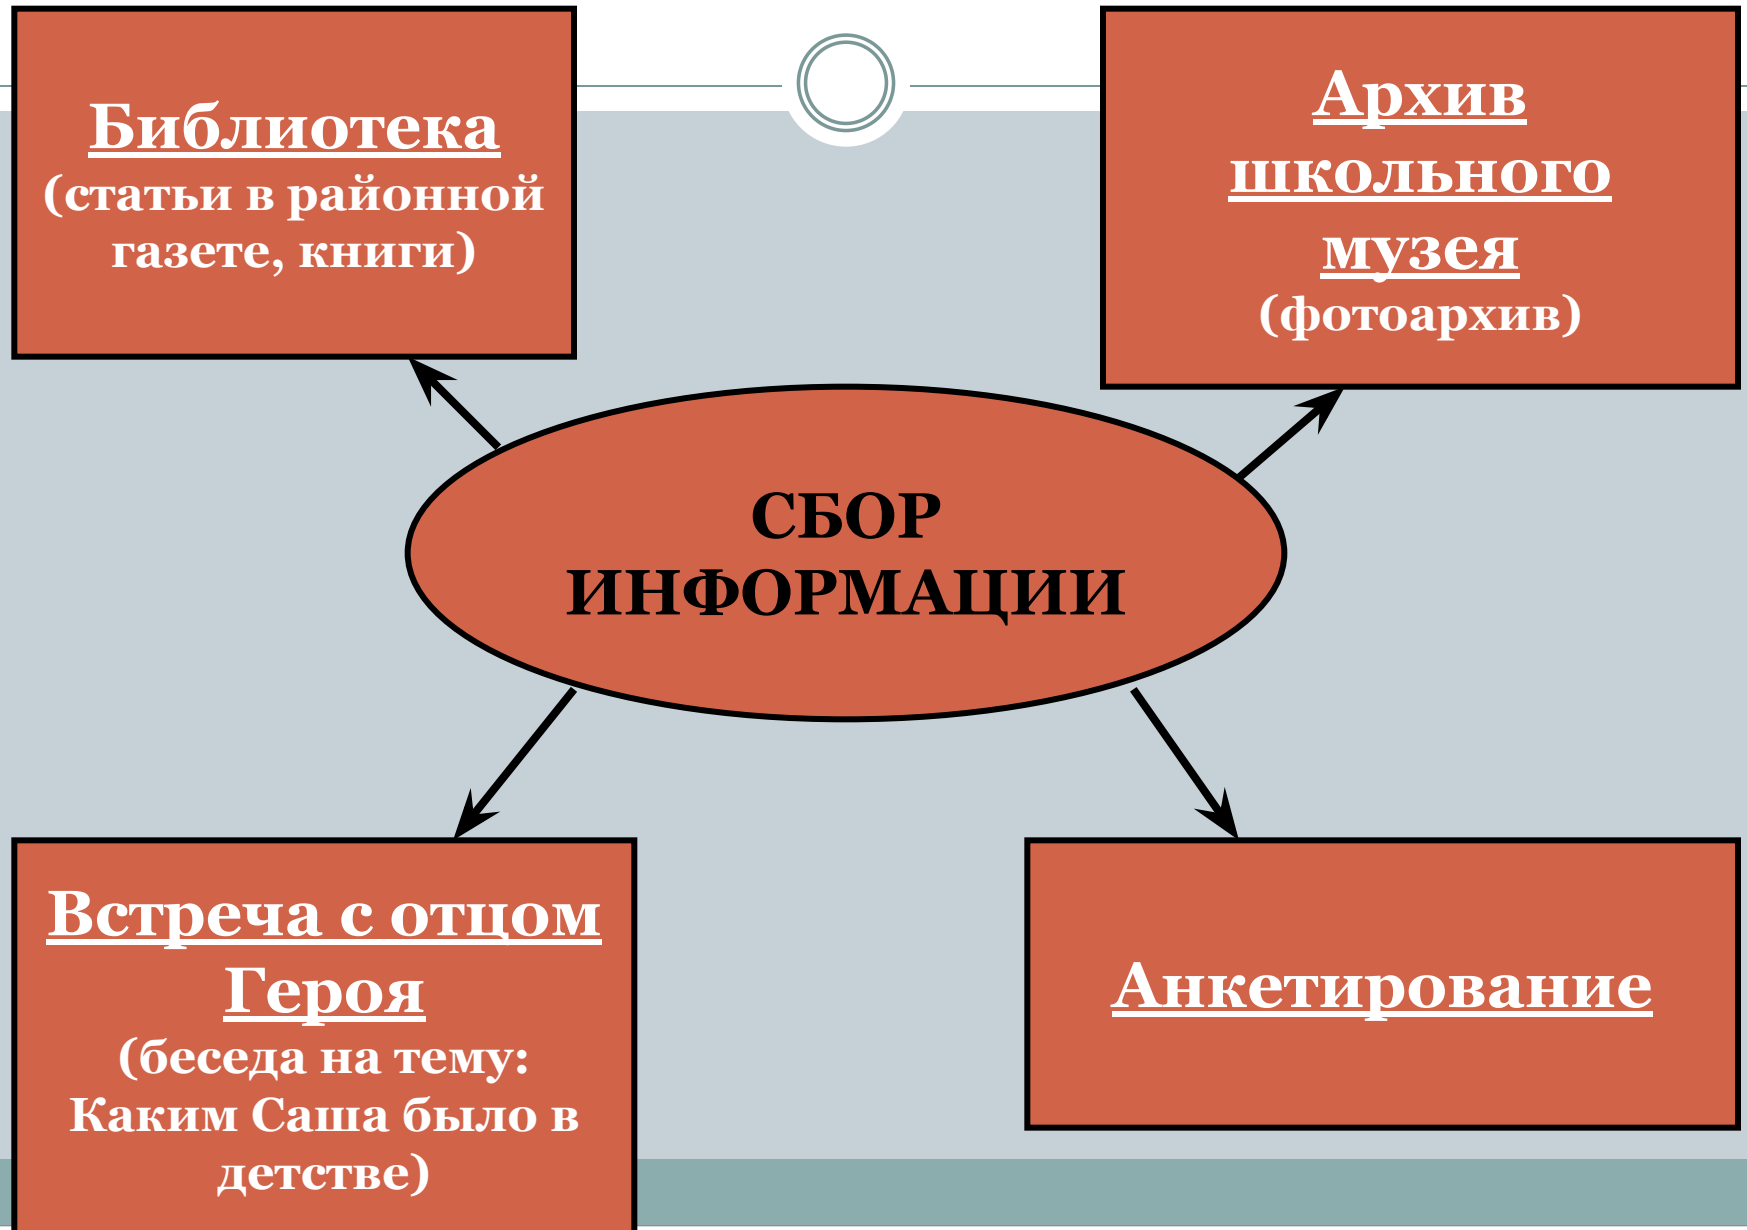 Библиотека
(статьи в районной
газете, книги)
Архив
школьного
музея
(фотоархив)
СБОР
ИНФОРМАЦИИ
Встреча с отцом
Героя
(беседа на тему:
Каким Саша было в
детстве)
Анкетирование